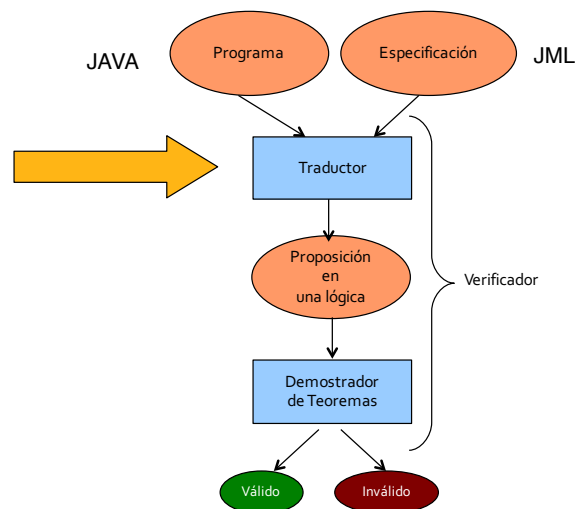 JAVA
Programa
Especificación
JML
Traductor
Proposición
en
una lógica
Verificador
Demostrador
de Teoremas
Válido
Inválido